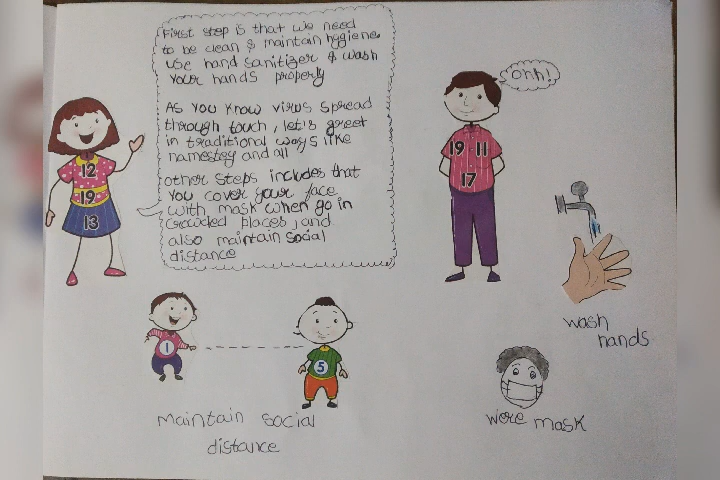 First step is that we need
to be clean & maintain hygiene
use hand sanitizer & wash
your hands properly
As you know virus spread
through touch, let's greet
in traditional ways like
namestey and all
other steps includes that
you cover your face
with mask when go in
crowded places, and
also maintain social
distance
ohh!
12
19
13
19 11
17
wash
hands
1
5
maintain social
distance
wore mask